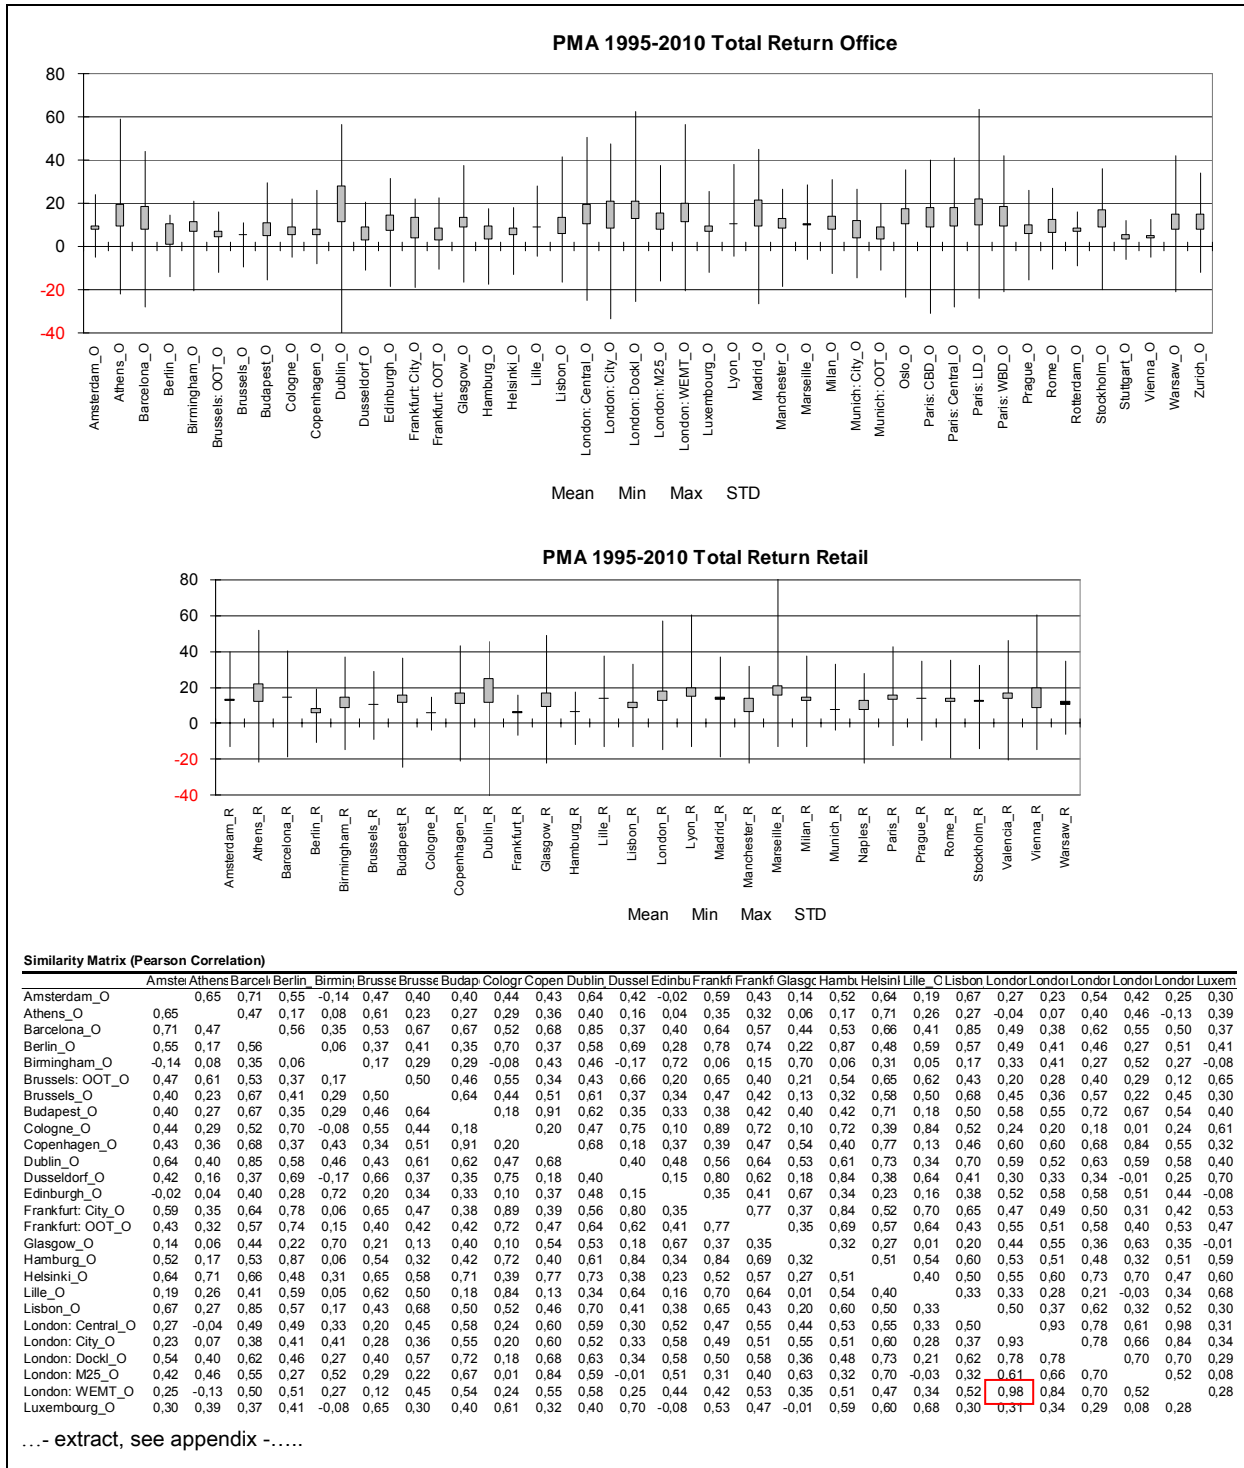 PMA 1995-2010 Total Return Office
80
60
40
20
0
-20
-40
Amsterdam_O
Athens_O
Barcelona_O
Berlin_O
Birmingham_O
Brussels: OOT_O
Brussels_O
Budapest_O
Cologne_O
Copenhagen_O
Dublin_O
Dusseldorf_O
Edinburgh_O
Frankfurt: City_O
Frankfurt: OOT_O
Glasgow_O
Hamburg_O
Helsinki_O
Lille_O
Lisbon_O
London: Central_O
London: City_O
London: Dockl_O
London: M25_O
London: WEMT_O
Luxembourg_O
Lyon_O
Madrid_O
Manchester_O
Marseille_O
Milan_O
Munich: City_O
Munich: OOT_O
Oslo_O
Paris: CBD_O
Paris: Central_O
Paris: LD_O
Paris: WBD_O
Prague_O
Rome_O
Rotterdam_O
Stockholm_O
Stuttgart_O
Vienna_O
Warsaw_O
Zurich_O
Mean Min Max STD
PMA 1995-2010 Total Return Retail
80
60
40
20
0
-20
-40
Amsterdam_R
Athens_R
Barcelona_R
Berlin_R
Birmingham_R
Brussels_R
Budapest_R
Cologne_R
Copenhagen_R
Dublin_R
Frankfurt_R
Glasgow_R
Hamburg_R
Lille_R
Lisbon_R
London_R
Lyon_R
Madrid_R
Manchester_R
Marseille_R
Milan_R
Munich_R
Naples_R
Paris_R
Prague_R
Rome_R
Stockholm_R
Valencia_R
Vienna_R
Warsaw_R
Mean Min Max STD
Similarity Matrix (Pearson Correlation)
Amster Athens Barcel Berlin_ Birming Brusse Brusse Budap Cologn Copen Dublin_ Dussel Edinbu Frankfu Frankfu Glasgo Hambu Helsink Lille_O Lisbon_ London London London London London Luxem
Amsterdam_O 0,65 0,71 0,55 -0,14 0,47 0,40 0,40 0,44 0,43 0,64 0,42 -0,02 0,59 0,43 0,14 0,52 0,64 0,19 0,67 0,27 0,23 0,54 0,42 0,25 0,30
Athens_O 0,65 0,47 0,17 0,08 0,61 0,23 0,27 0,29 0,36 0,40 0,16 0,04 0,35 0,32 0,06 0,17 0,71 0,26 0,27 -0,04 0,07 0,40 0,46 -0,13 0,39
Barcelona_O 0,71 0,47 0,56 0,35 0,53 0,67 0,67 0,52 0,68 0,85 0,37 0,40 0,64 0,57 0,44 0,53 0,66 0,41 0,85 0,49 0,38 0,62 0,55 0,50 0,37
Berlin_O 0,55 0,17 0,56 0,06 0,37 0,41 0,35 0,70 0,37 0,58 0,69 0,28 0,78 0,74 0,22 0,87 0,48 0,59 0,57 0,49 0,41 0,46 0,27 0,51 0,41
Birmingham_O -0,14 0,08 0,35 0,06 0,17 0,29 0,29 -0,08 0,43 0,46 -0,17 0,72 0,06 0,15 0,70 0,06 0,31 0,05 0,17 0,33 0,41 0,27 0,52 0,27 -0,08
Brussels: OOT_O 0,47 0,61 0,53 0,37 0,17 0,50 0,46 0,55 0,34 0,43 0,66 0,20 0,65 0,40 0,21 0,54 0,65 0,62 0,43 0,20 0,28 0,40 0,29 0,12 0,65
Brussels_O 0,40 0,23 0,67 0,41 0,29 0,50 0,64 0,44 0,51 0,61 0,37 0,34 0,47 0,42 0,13 0,32 0,58 0,50 0,68 0,45 0,36 0,57 0,22 0,45 0,30
Budapest_O 0,40 0,27 0,67 0,35 0,29 0,46 0,64 0,18 0,91 0,62 0,35 0,33 0,38 0,42 0,40 0,42 0,71 0,18 0,50 0,58 0,55 0,72 0,67 0,54 0,40
Cologne_O 0,44 0,29 0,52 0,70 -0,08 0,55 0,44 0,18 0,20 0,47 0,75 0,10 0,89 0,72 0,10 0,72 0,39 0,84 0,52 0,24 0,20 0,18 0,01 0,24 0,61
Copenhagen_O 0,43 0,36 0,68 0,37 0,43 0,34 0,51 0,91 0,20 0,68 0,18 0,37 0,39 0,47 0,54 0,40 0,77 0,13 0,46 0,60 0,60 0,68 0,84 0,55 0,32
Dublin_O 0,64 0,40 0,85 0,58 0,46 0,43 0,61 0,62 0,47 0,68 0,40 0,48 0,56 0,64 0,53 0,61 0,73 0,34 0,70 0,59 0,52 0,63 0,59 0,58 0,40
Dusseldorf_O 0,42 0,16 0,37 0,69 -0,17 0,66 0,37 0,35 0,75 0,18 0,40 0,15 0,80 0,62 0,18 0,84 0,38 0,64 0,41 0,30 0,33 0,34 -0,01 0,25 0,70
Edinburgh_O -0,02 0,04 0,40 0,28 0,72 0,20 0,34 0,33 0,10 0,37 0,48 0,15 0,35 0,41 0,67 0,34 0,23 0,16 0,38 0,52 0,58 0,58 0,51 0,44 -0,08
Frankfurt: City_O 0,59 0,35 0,64 0,78 0,06 0,65 0,47 0,38 0,89 0,39 0,56 0,80 0,35 0,77 0,37 0,84 0,52 0,70 0,65 0,47 0,49 0,50 0,31 0,42 0,53
Frankfurt: OOT_O 0,43 0,32 0,57 0,74 0,15 0,40 0,42 0,42 0,72 0,47 0,64 0,62 0,41 0,77 0,35 0,69 0,57 0,64 0,43 0,55 0,51 0,58 0,40 0,53 0,47
Glasgow_O 0,14 0,06 0,44 0,22 0,70 0,21 0,13 0,40 0,10 0,54 0,53 0,18 0,67 0,37 0,35 0,32 0,27 0,01 0,20 0,44 0,55 0,36 0,63 0,35 -0,01
Hamburg_O 0,52 0,17 0,53 0,87 0,06 0,54 0,32 0,42 0,72 0,40 0,61 0,84 0,34 0,84 0,69 0,32 0,51 0,54 0,60 0,53 0,51 0,48 0,32 0,51 0,59
Helsinki_O 0,64 0,71 0,66 0,48 0,31 0,65 0,58 0,71 0,39 0,77 0,73 0,38 0,23 0,52 0,57 0,27 0,51 0,40 0,50 0,55 0,60 0,73 0,70 0,47 0,60
Lille_O 0,19 0,26 0,41 0,59 0,05 0,62 0,50 0,18 0,84 0,13 0,34 0,64 0,16 0,70 0,64 0,01 0,54 0,40 0,33 0,33 0,28 0,21 -0,03 0,34 0,68
Lisbon_O 0,67 0,27 0,85 0,57 0,17 0,43 0,68 0,50 0,52 0,46 0,70 0,41 0,38 0,65 0,43 0,20 0,60 0,50 0,33 0,50 0,37 0,62 0,32 0,52 0,30
London: Central_O 0,27 -0,04 0,49 0,49 0,33 0,20 0,45 0,58 0,24 0,60 0,59 0,30 0,52 0,47 0,55 0,44 0,53 0,55 0,33 0,50 0,93 0,78 0,61 0,98 0,31
London: City_O 0,23 0,07 0,38 0,41 0,41 0,28 0,36 0,55 0,20 0,60 0,52 0,33 0,58 0,49 0,51 0,55 0,51 0,60 0,28 0,37 0,93 0,78 0,66 0,84 0,34
London: Dockl_O 0,54 0,40 0,62 0,46 0,27 0,40 0,57 0,72 0,18 0,68 0,63 0,34 0,58 0,50 0,58 0,36 0,48 0,73 0,21 0,62 0,78 0,78 0,70 0,70 0,29
London: M25_O 0,42 0,46 0,55 0,27 0,52 0,29 0,22 0,67 0,01 0,84 0,59 -0,01 0,51 0,31 0,40 0,63 0,32 0,70 -0,03 0,32 0,61 0,66 0,70 0,52 0,08
London: WEMT_O 0,25 -0,13 0,50 0,51 0,27 0,12 0,45 0,54 0,24 0,55 0,58 0,25 0,44 0,42 0,53 0,35 0,51 0,47 0,34 0,52 0,98 0,84 0,70 0,52 0,28
Luxembourg_O 0,30 0,39 0,37 0,41 -0,08 0,65 0,30 0,40 0,61 0,32 0,40 0,70 -0,08 0,53 0,47 -0,01 0,59 0,60 0,68 0,30 0,31 0,34 0,29 0,08 0,28
…- extract, see appendix -…..